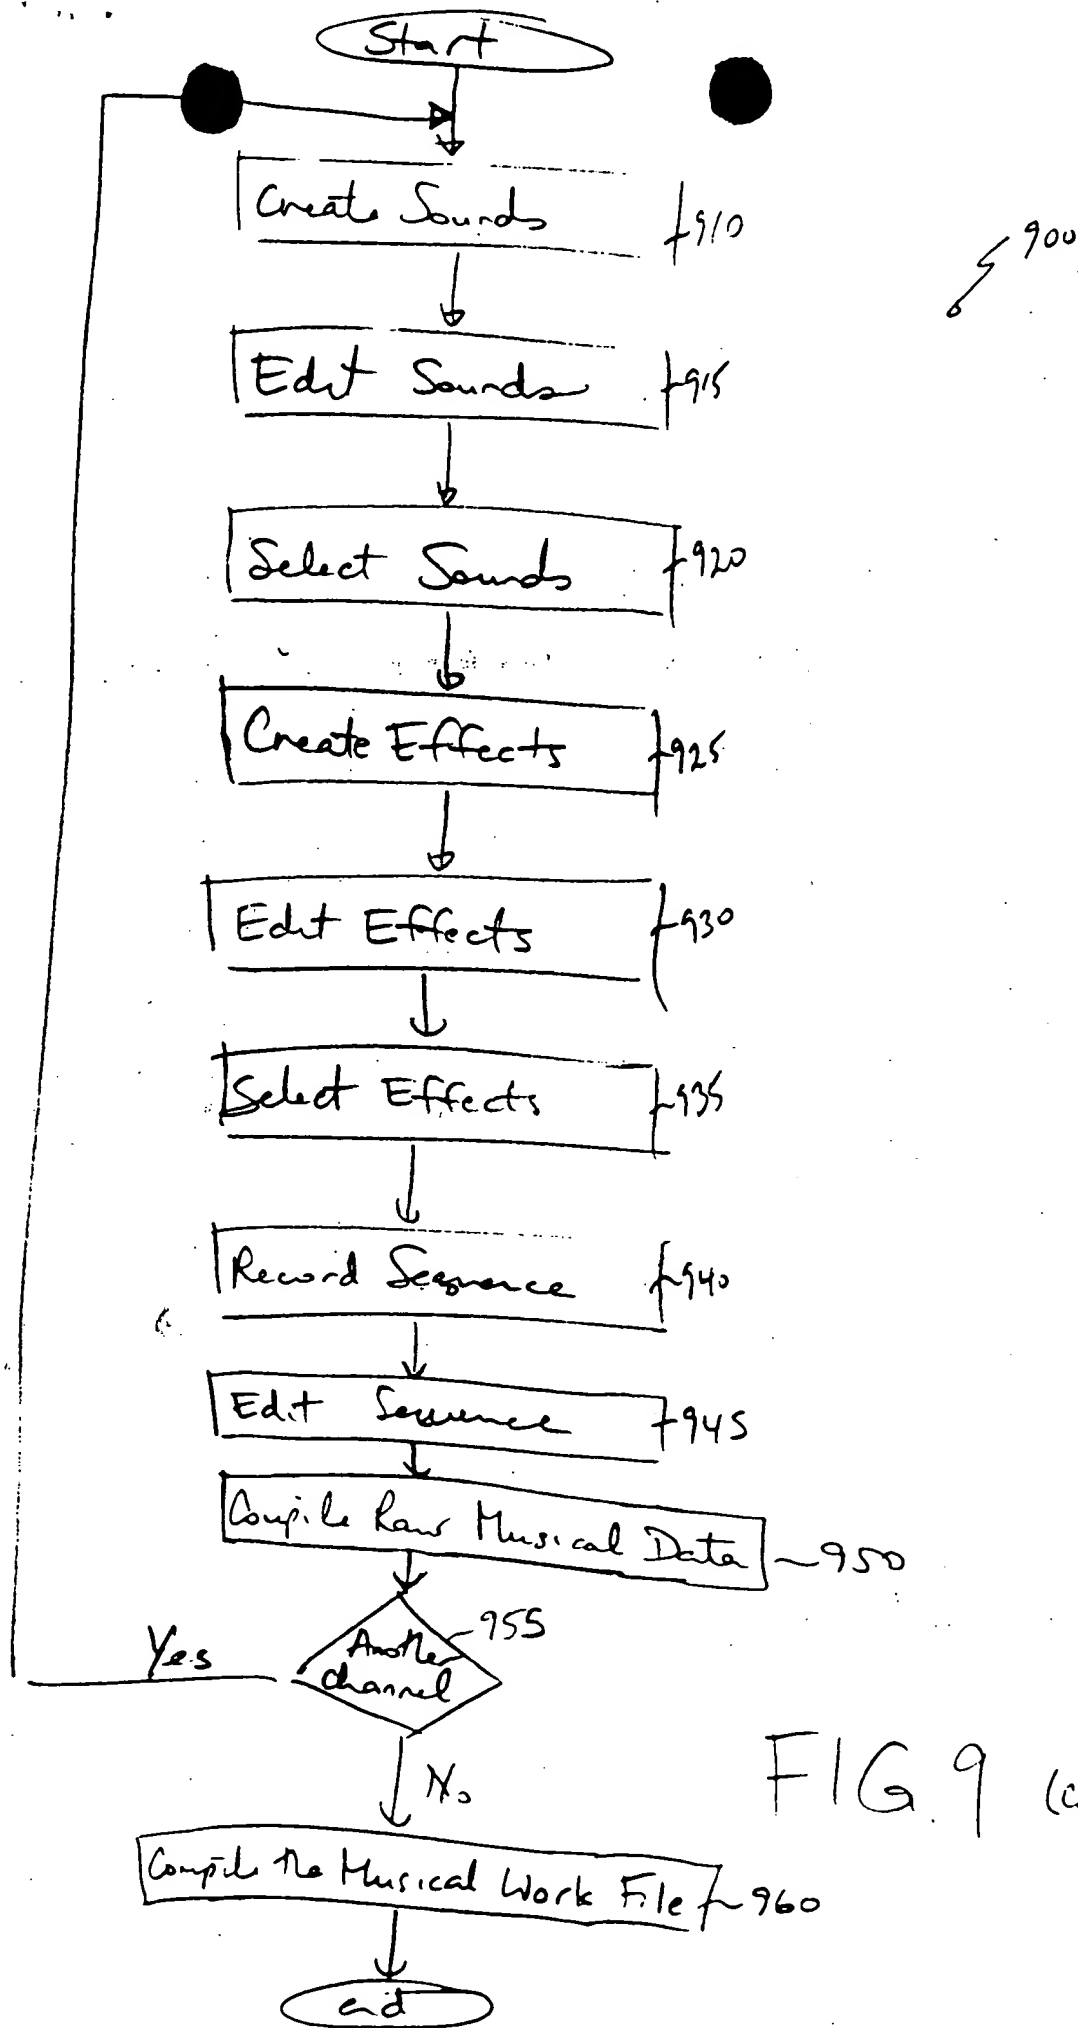 Start
Create Sounds 910
900
Edit Sounds 915
Select Sounds 920
Create Effects 925
Edit Effects 930
Select Effects 935
Record Sequence 940
Edit Sequence 945
Compile Raw Musical Data 950
955
Another
channel
Yes
No
FIG. 9
Compile the Musical Work File 960
end